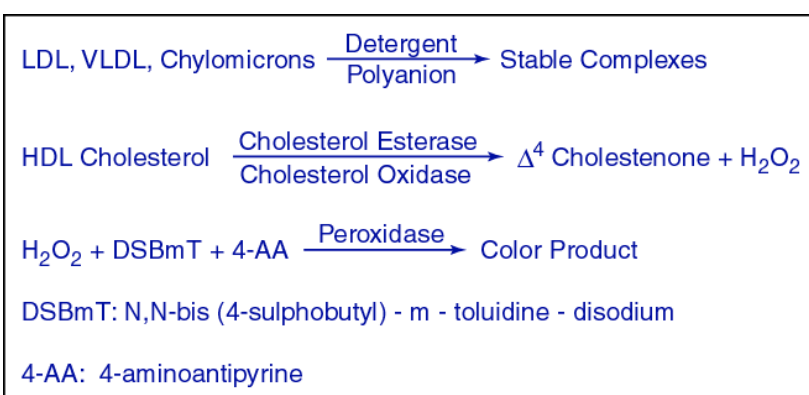 LDL, VLDL, Chylomicrons Detergent Polyanion Stable Complexes
HDL Cholesterol Cholesterol Esterase Cholesterol Oxidase Δ⁴ Cholestenone + H₂O₂
H₂O₂ + DSBmT + 4-AA Peroxidase Color Product
DSBmT: N,N-bis (4-sulphobutyl) - m - toluidine - disodium
4-AA: 4-aminoantipyrine